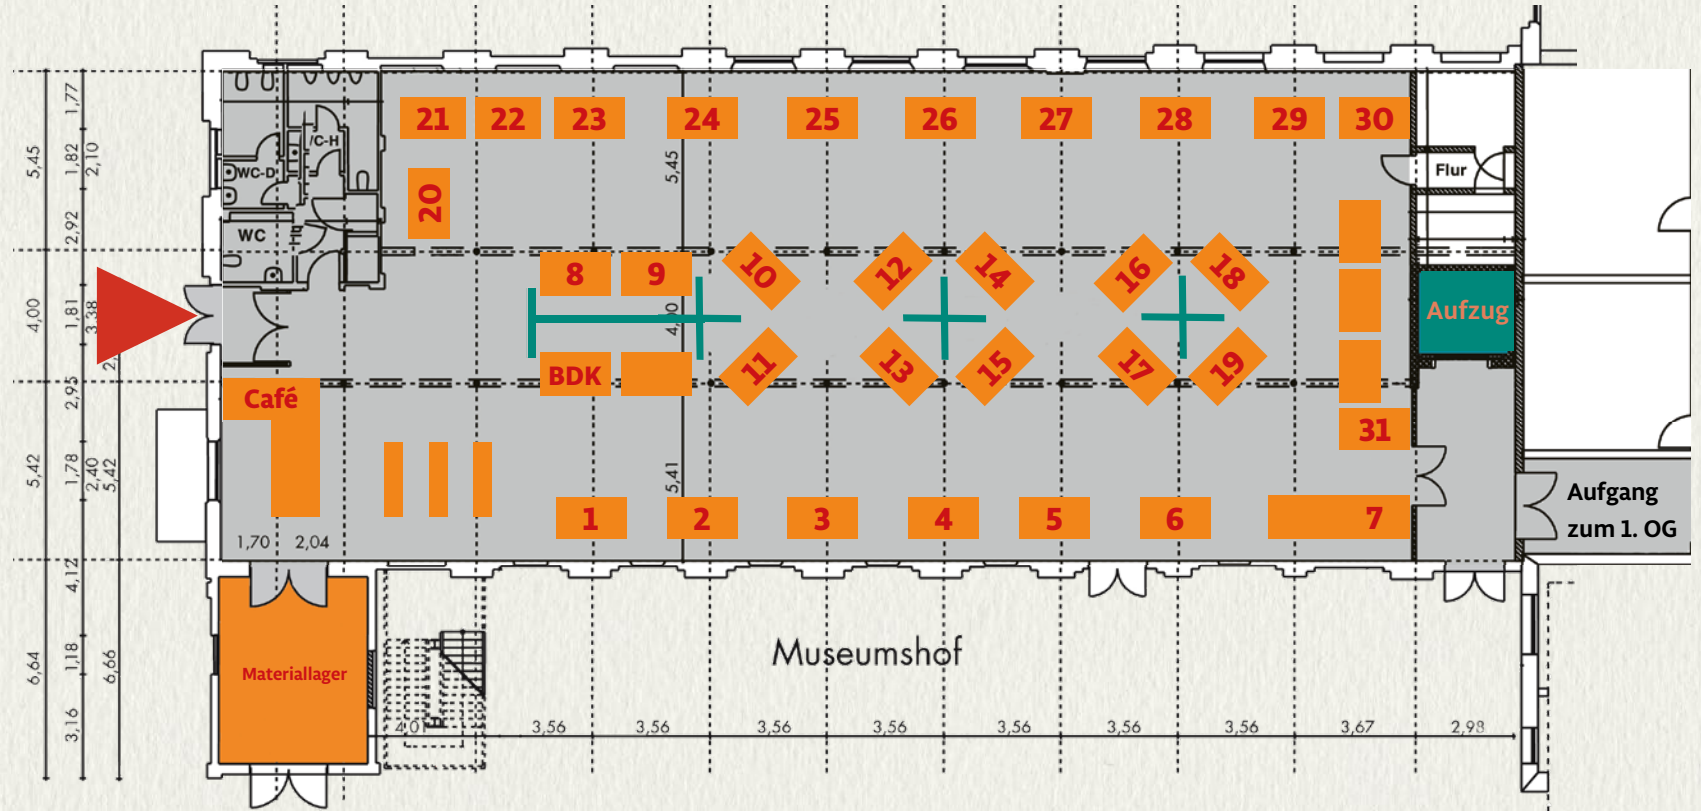 21 22 23 24 25 26 27 28 29 30
1,77
5,45
1,82
2,10
/C-H
WC-D
5,45
Flur
20
2,92
WC
8 9 10 12 14 16 18
4,00
1,81
3,38
Aufzug
BDK 11 13 15 17 19
2,95
Café
31
5,42
1,78
2,40
5,42
5,41
1 2 3 4 5 6 7
Aufgang
zum 1. OG
1,70 2,04
4,12
Museumshof
Materiallager
6,64
1,18
6,66
3,16
4,01 3,56 3,56 3,56 3,56 3,56 3,56 3,56 3,67 2,98